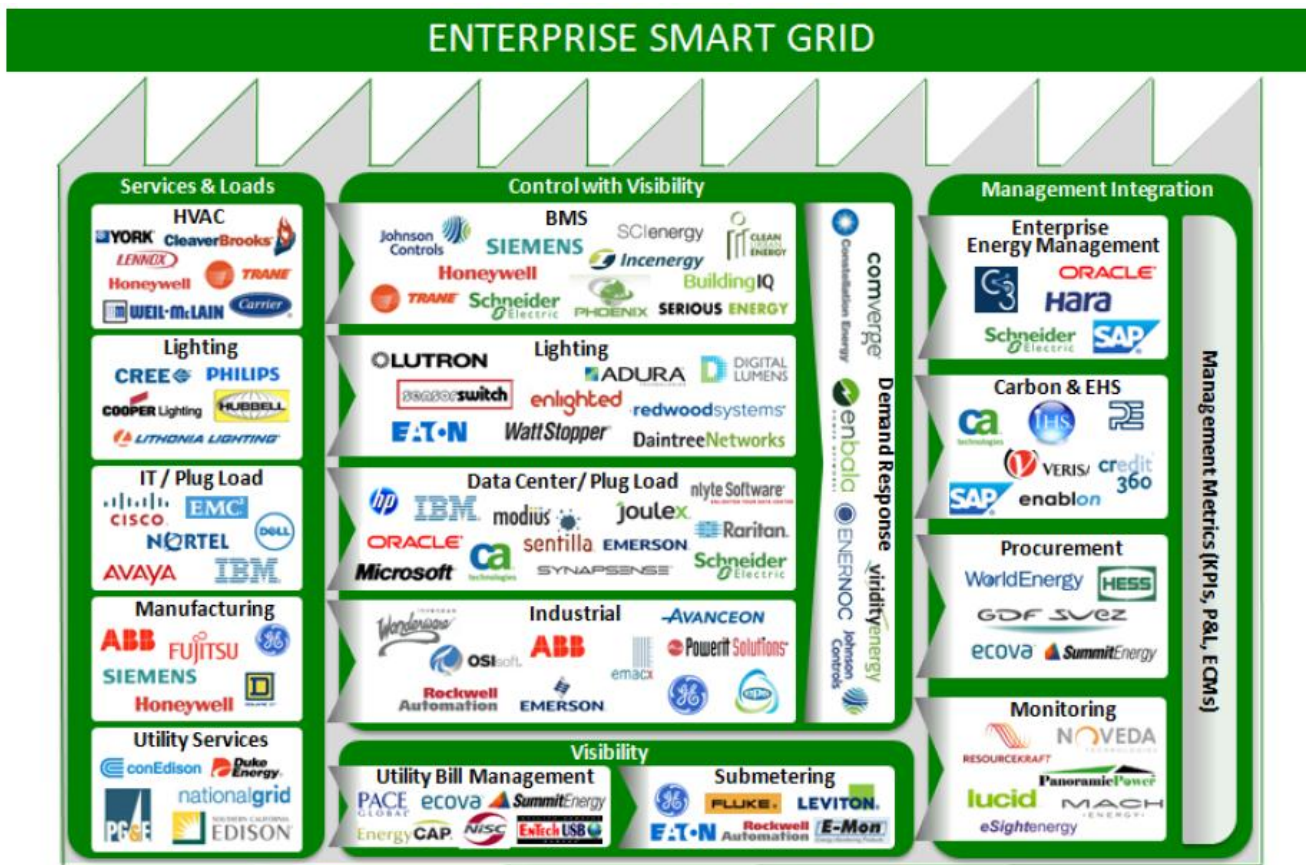 ENTERPRISE SMART GRID
Services & Loads
HVAC
YORK CleaverBrooks
LENNOX
Honeywell TRANE
WEIL-McLAIN Carrier
Lighting
CREE PHILIPS
COOPER Lighting HUBBELL
LITHONIA LIGHTING
IT / Plug Load
CISCO EMC²
NORTEL DELL
AVAYA IBM
Manufacturing
ABB FUJITSU GE
SIEMENS
Honeywell SQUARE D
Utility Services
conEdison Duke Energy®
nationalgrid
PG&E SOUTHERN CALIFORNIA EDISON
Control with Visibility
BMS
Johnson Controls SIEMENS SCIenergy CLEAN URBAN ENERGY
Honeywell Incenergy
BuildingIQ
TRANE Schneider Electric PHOENIX SERIOUS ENERGY
Lighting
LUTRON ADURA TECHNOLOGIES DIGITAL LUMENS
sensorswitch enlighted redwoodsystems
EATON WattStopper DaintreeNetworks
Data Center/ Plug Load
hp IBM modius joulex nlyte Software
Raritan.
ORACLE ca technologies sentilla EMERSON
Microsoft SYNAPSENSE Schneider Electric
Industrial
Wonderware AVANCEON
OSIsoft ABB emacx Powerit Solutions
Rockwell Automation EMERSON GE
Demand Response
Constellation Energy
comverge
enbala
POWER NETWORKS
ENERNOC
viridityenergy
Johnson Controls
Visibility
Utility Bill Management
PACE GLOBAL ecova SummitEnergy
EnergyCAP. NISC EnTech USB
Submetering
GE FLUKE LEVITON
EATON Rockwell Automation E-Mon
Management Integration
Enterprise
Energy Management
C3 ORACLE
Hara
Schneider Electric SAP
Carbon & EHS
ca technologies IHS PE
VERISAE credit 360
SAP enablon
Procurement
WorldEnergy HESS
GDF SUEZ
ecova SummitEnergy
Monitoring
RESOURCEKRAFT NOVEDA TECHNOLOGIES
PanoramicPower
lucid MACH ENERGY
eSightenergy
Management Metrics (KPIs, P&L, ECMs)